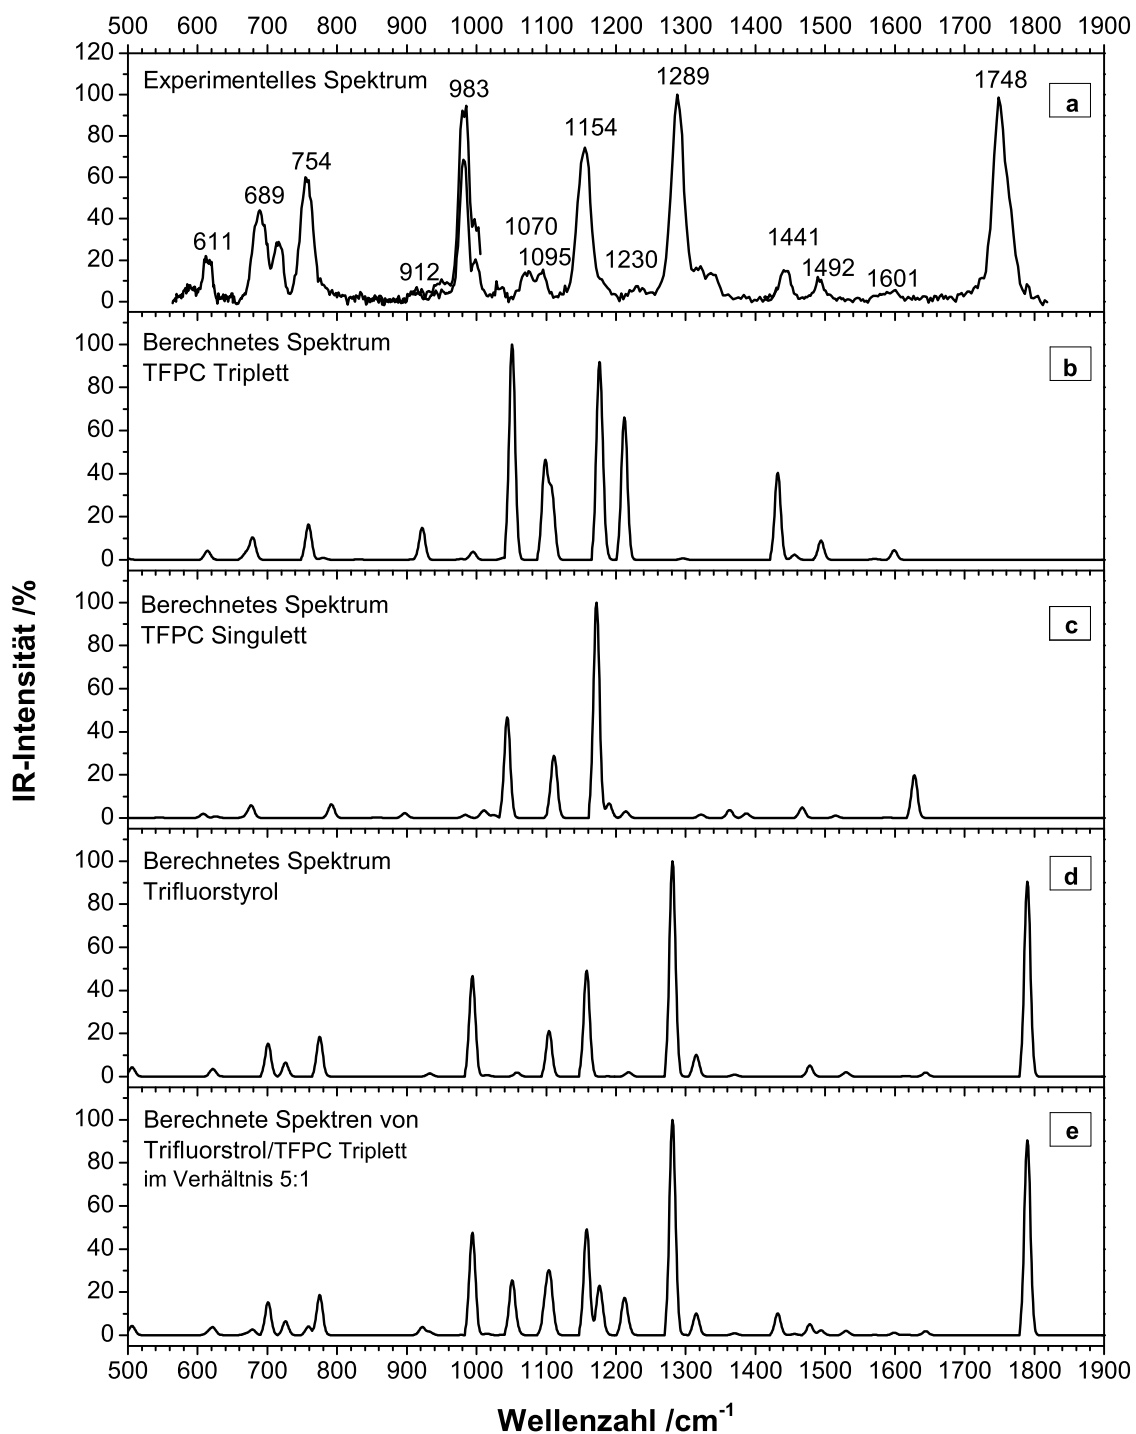 500 600 700 800 900 1000 1100 1200 1300 1400 1500 1600 1700 1800 1900
120
100
80
60
40
20
0
Experimentelles Spektrum
a
611
689
754
912
983
1070
1095
1154
1230
1289
1441
1492
1601
1748
100
80
60
40
20
0
Berechnetes Spektrum
TFPC Triplett
b
100
80
60
40
20
0
Berechnetes Spektrum
TFPC Singulett
c
100
80
60
40
20
0
Berechnetes Spektrum
Trifluorstyrol
d
100
80
60
40
20
0
Berechnete Spektren von
Trifluorstrol/TFPC Triplett
im Verhältnis 5:1
e
500 600 700 800 900 1000 1100 1200 1300 1400 1500 1600 1700 1800 1900
IR-Intensität /%
Wellenzahl /cm-1